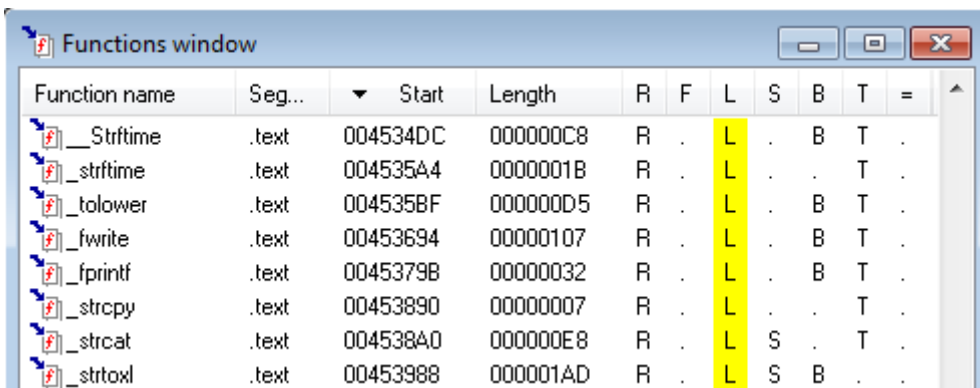 Functions window
Function name Seg... Start Length R F L S B T =
__Strftime .text 004534DC 000000C8 R . L . B T .
_strftime .text 004535A4 0000001B R . L . . T .
_tolower .text 004535BF 000000D5 R . L . B T .
_fwrite .text 00453694 00000107 R . L . B T .
_fprintf .text 0045379B 00000032 R . L . B T .
_strcpy .text 00453890 00000007 R . L . . T .
_strcat .text 004538A0 000000E8 R . L S . T .
_strtoxl .text 00453988 000001AD R . L S B . .